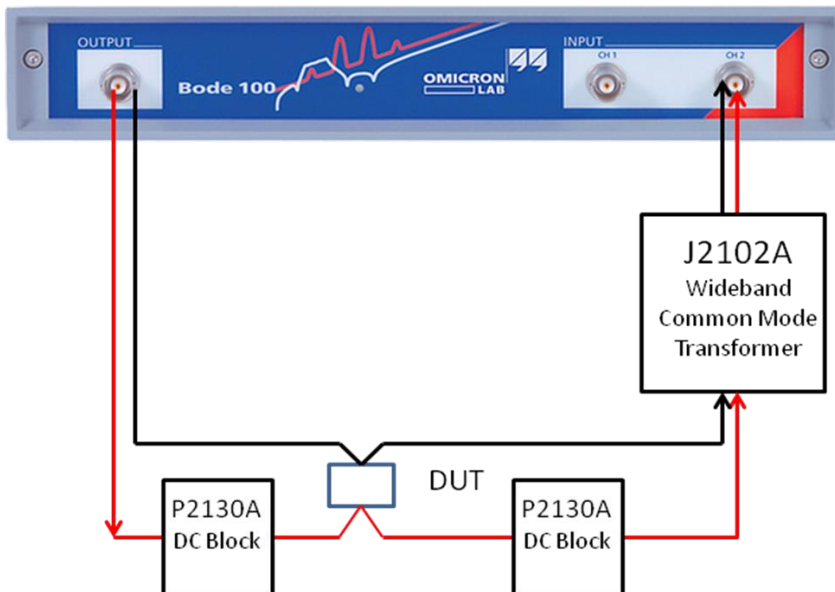 OUTPUT
INPUT
CH 1
CH 2
Bode 100
OMICRON
LAB
J2102A
Wideband
Common Mode
Transformer
DUT
P2130A
DC Block
P2130A
DC Block